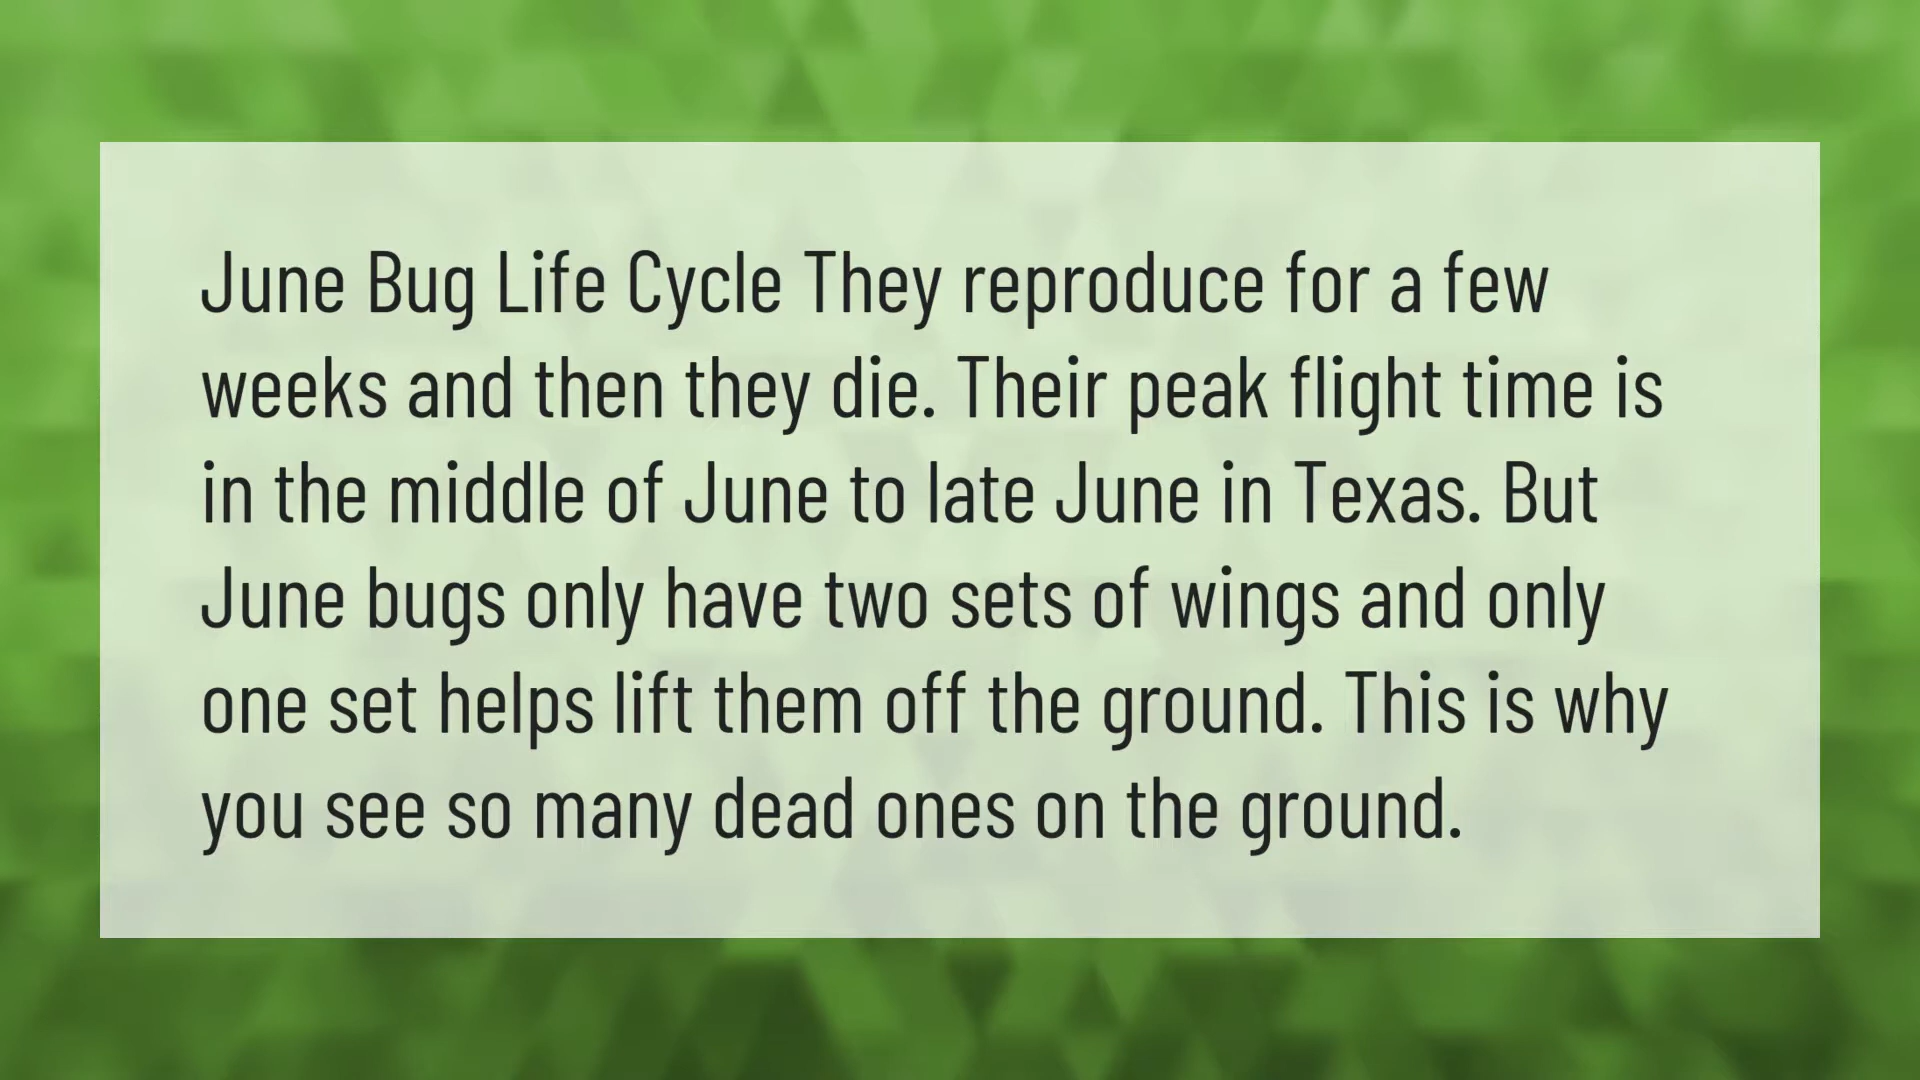 June Bug Life Cycle They reproduce for a few
weeks and then they die. Their peak flight time is
in the middle of June to late June in Texas. But
June bugs only have two sets of wings and only
one set helps lift them off the ground. This is why
you see so many dead ones on the ground.